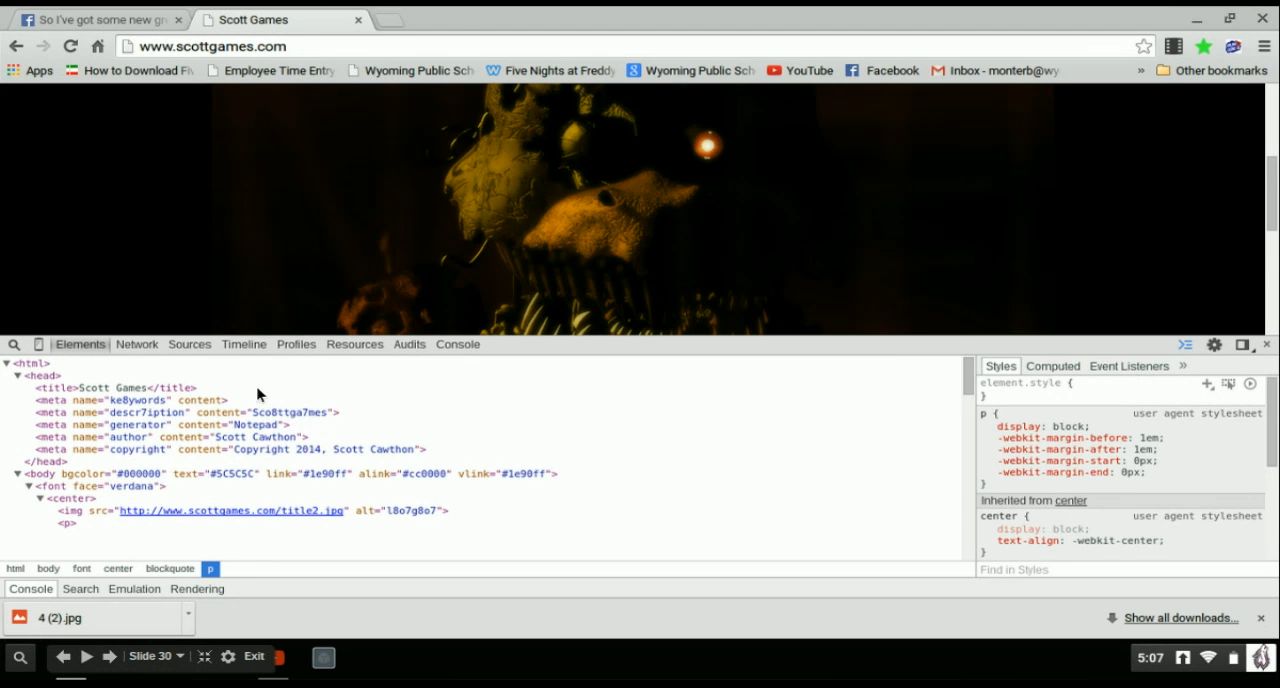 So I've got some new gr
Scott Games
www.scottgames.com
Apps
How to Download Fiv
Employee Time Entry
Wyoming Public Sch
Five Nights at Freddy
Wyoming Public Sch
YouTube
Facebook
Inbox - monterb@wy
»
Other bookmarks
Elements Network Sources Timeline Profiles Resources Audits Console
<html>
<head>
<title>Scott Games</title>
<meta name="ke8ywords" content>
<meta name="descr7iption" content="Sco8ttga7mes">
<meta name="generator" content="Notepad">
<meta name="author" content="Scott Cawthon">
<meta name="copyright" content="Copyright 2014, Scott Cawthon">
</head>
<body bgcolor="#000000" text="#5C5C5C" link="#1e90ff" alink="#cc0000" vlink="#1e90ff">
<font face="verdana">
<center>
<img src="http://www.scottgames.com/title2.jpg" alt="l8o7g8o7">
<p>
html body font center blockquote p
Styles Computed Event Listeners »
element.style {
}
p { user agent stylesheet
display: block;
-webkit-margin-before: 1em;
-webkit-margin-after: 1em;
-webkit-margin-start: 0px;
-webkit-margin-end: 0px;
}
Inherited from center
center { user agent stylesheet
display: block;
text-align: -webkit-center;
}
Find in Styles
Console Search Emulation Rendering
4 (2).jpg
Show all downloads...
Slide 30
Exit
5:07